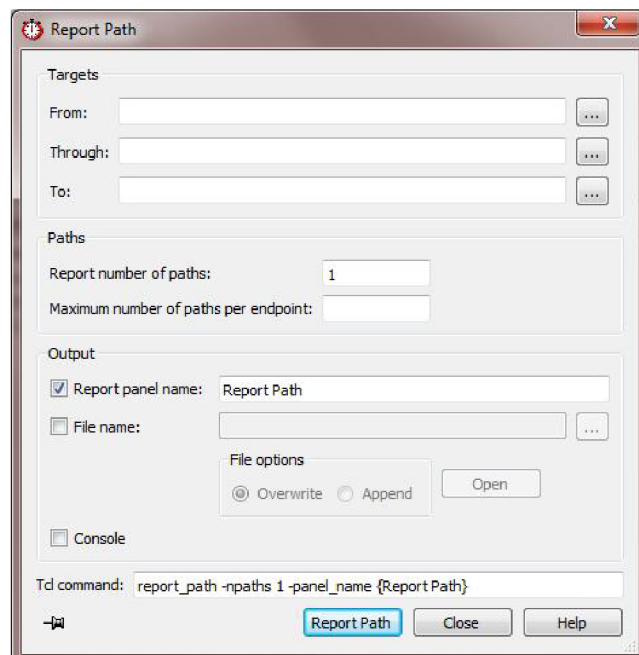 Report Path
Targets
From:
...
Through:
...
To:
...
Paths
Report number of paths: 1
Maximum number of paths per endpoint:
Output
Report panel name: Report Path
File name:
...
File options
Overwrite Append
Open
Console
Tcl command: report_path -npaths 1 -panel_name {Report Path}
Report Path Close Help